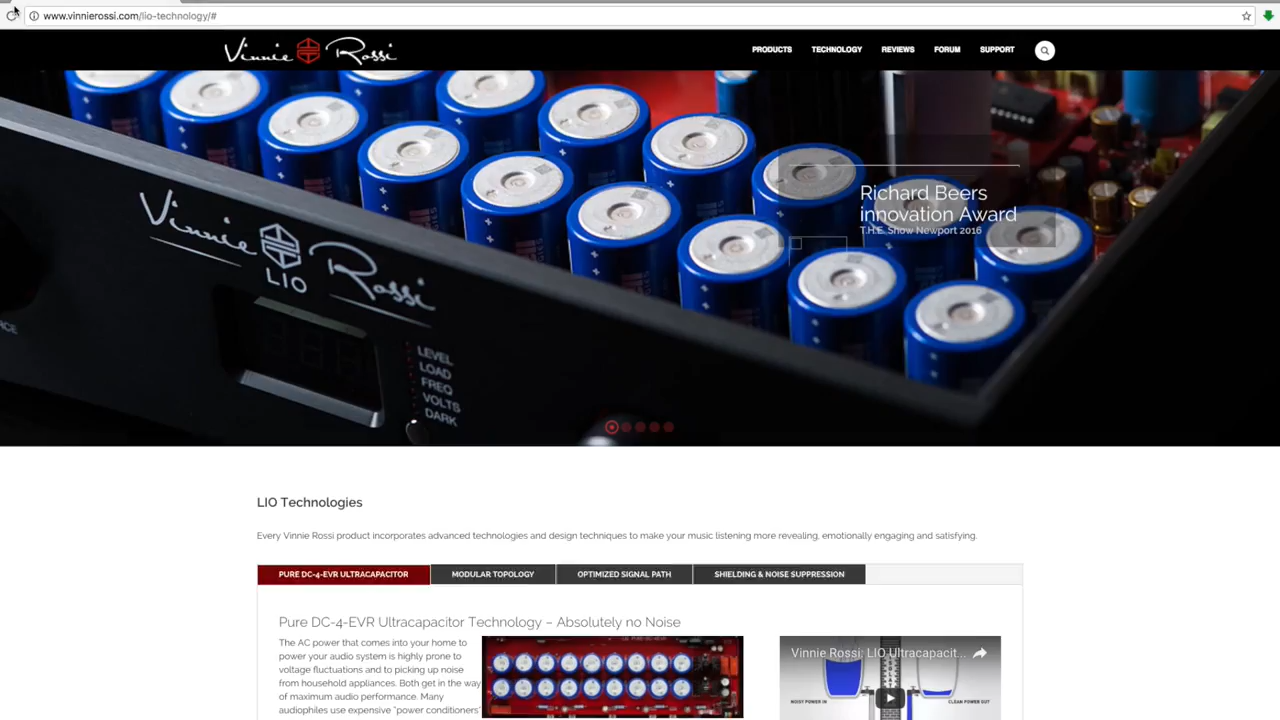 www.vinnierossi.com/lio-technology/#
Vinnie Rossi
PRODUCTS TECHNOLOGY REVIEWS FORUM SUPPORT
Richard Beers
innovation Award
T.H.E. Show Newport 2016
Vinnie Rossi
LIO
LEVEL
LOAD
FREQ
VOLTS
DARK
LIO Technologies
Every Vinnie Rossi product incorporates advanced technologies and design techniques to make your music listening more revealing, emotionally engaging and satisfying.
PURE DC-4-EVR ULTRACAPACITOR MODULAR TOPOLOGY OPTIMIZED SIGNAL PATH SHIELDING & NOISE SUPPRESSION
Pure DC-4-EVR Ultracapacitor Technology – Absolutely no Noise
The AC power that comes into your home to
power your audio system is highly prone to
voltage fluctuations and to picking up noise
from household appliances. Both get in the way
of maximum audio performance. Many
audiophiles use expensive "power conditioners"
Vinnie Rossi: LIO Ultracapacit...
NOISY POWER IN CLEAN POWER OUT